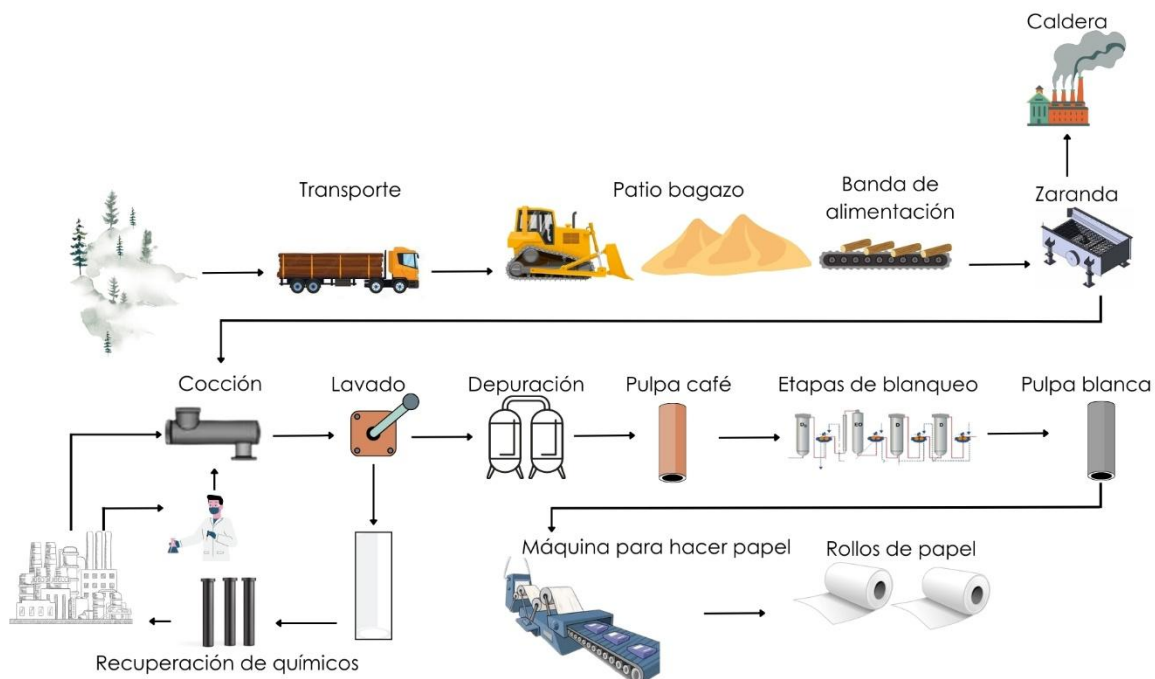 Caldera
Transporte
Patio bagazo
Banda de
alimentación
Zaranda
Cocción
Lavado
Depuración
Pulpa café
Etapas de blanqueo
Pulpa blanca
Máquina para hacer papel
Rollos de papel
Recuperación de químicos